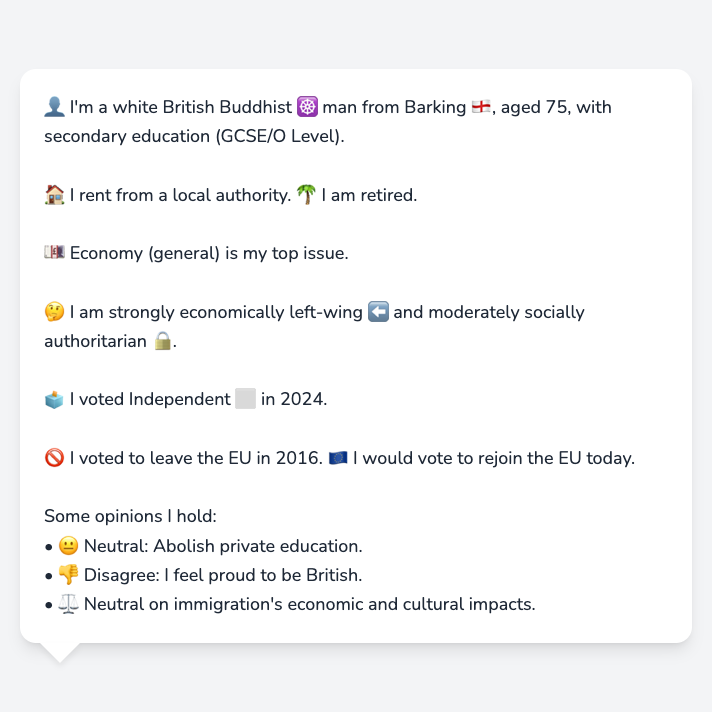 👤 I'm a white British Buddhist ☸️ man from Barking 🏴󠁧󠁢󠁥󠁮󠁧󠁿, aged 75, with
secondary education (GCSE/O Level).
🏠 I rent from a local authority. 🌴 I am retired.
💷 Economy (general) is my top issue.
🤔 I am strongly economically left-wing ⬅️ and moderately socially
authoritarian 🔒.
🗳️ I voted Independent ⬜ in 2024.
🚫 I voted to leave the EU in 2016. 🇪🇺 I would vote to rejoin the EU today.
Some opinions I hold:
• 😐 Neutral: Abolish private education.
• 👎 Disagree: I feel proud to be British.
• ⚖️ Neutral on immigration's economic and cultural impacts.